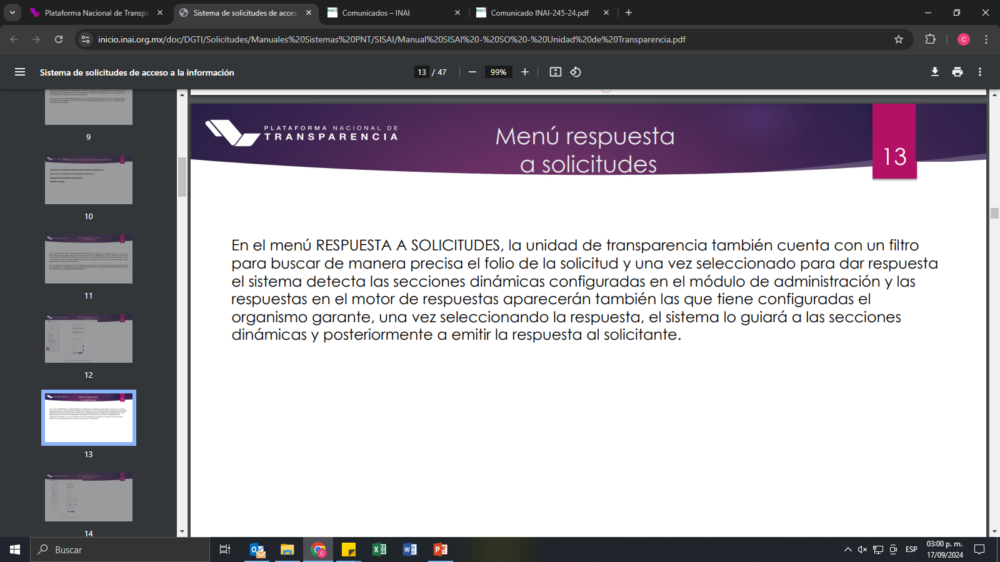 Plataforma Nacional de Transpa
Sistema de solicitudes de acces
Comunicados – INAI
Comunicado INAI-245-24.pdf
inicio.inai.org.mx/doc/DGTI/Solicitudes/Manuales%20Sistemas%20PNT/SISAI/Manual%20SISAI%20-%20SO%20-%20Unidad%20de%20Transparencia.pdf
C
Sistema de solicitudes de acceso a la información
13 / 47
99%
9
10
11
12
13
14
PLATAFORMA NACIONAL DE
TRANSPARENCIA
Menú respuesta
a solicitudes
13
En el menú RESPUESTA A SOLICITUDES, la unidad de transparencia también cuenta con un filtro
para buscar de manera precisa el folio de la solicitud y una vez seleccionado para dar respuesta
el sistema detecta las secciones dinámicas configuradas en el módulo de administración y las
respuestas en el motor de respuestas aparecerán también las que tiene configuradas el
organismo garante, una vez seleccionando la respuesta, el sistema lo guiará a las secciones
dinámicas y posteriormente a emitir la respuesta al solicitante.
Buscar
ESP
03:00 p. m.
17/09/2024